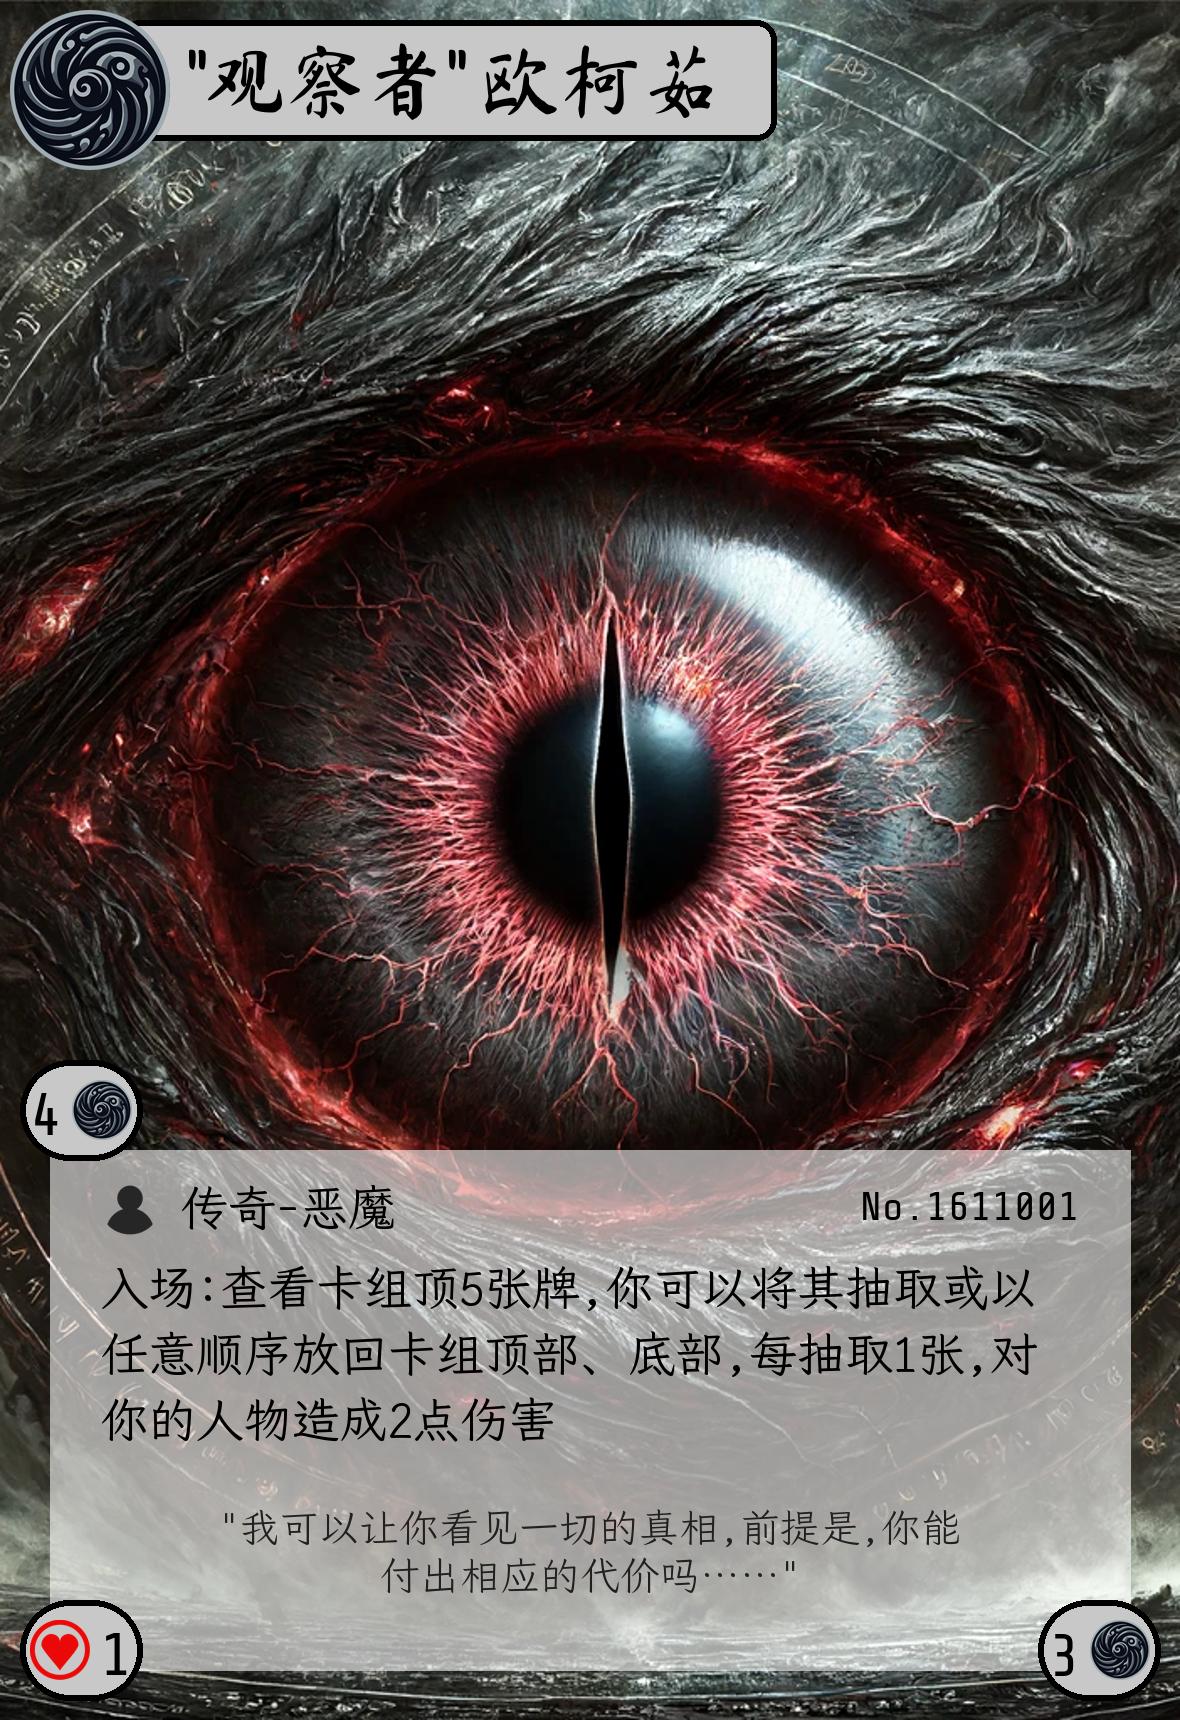 "观察者"欧柯茹
4
传奇-恶魔
No.1611001
入场:查看卡组顶5张牌,你可以将其抽取或以
任意顺序放回卡组顶部、底部,每抽取1张,对
你的人物造成2点伤害
"我可以让你看见一切的真相,前提是,你能
付出相应的代价吗……"
1
3